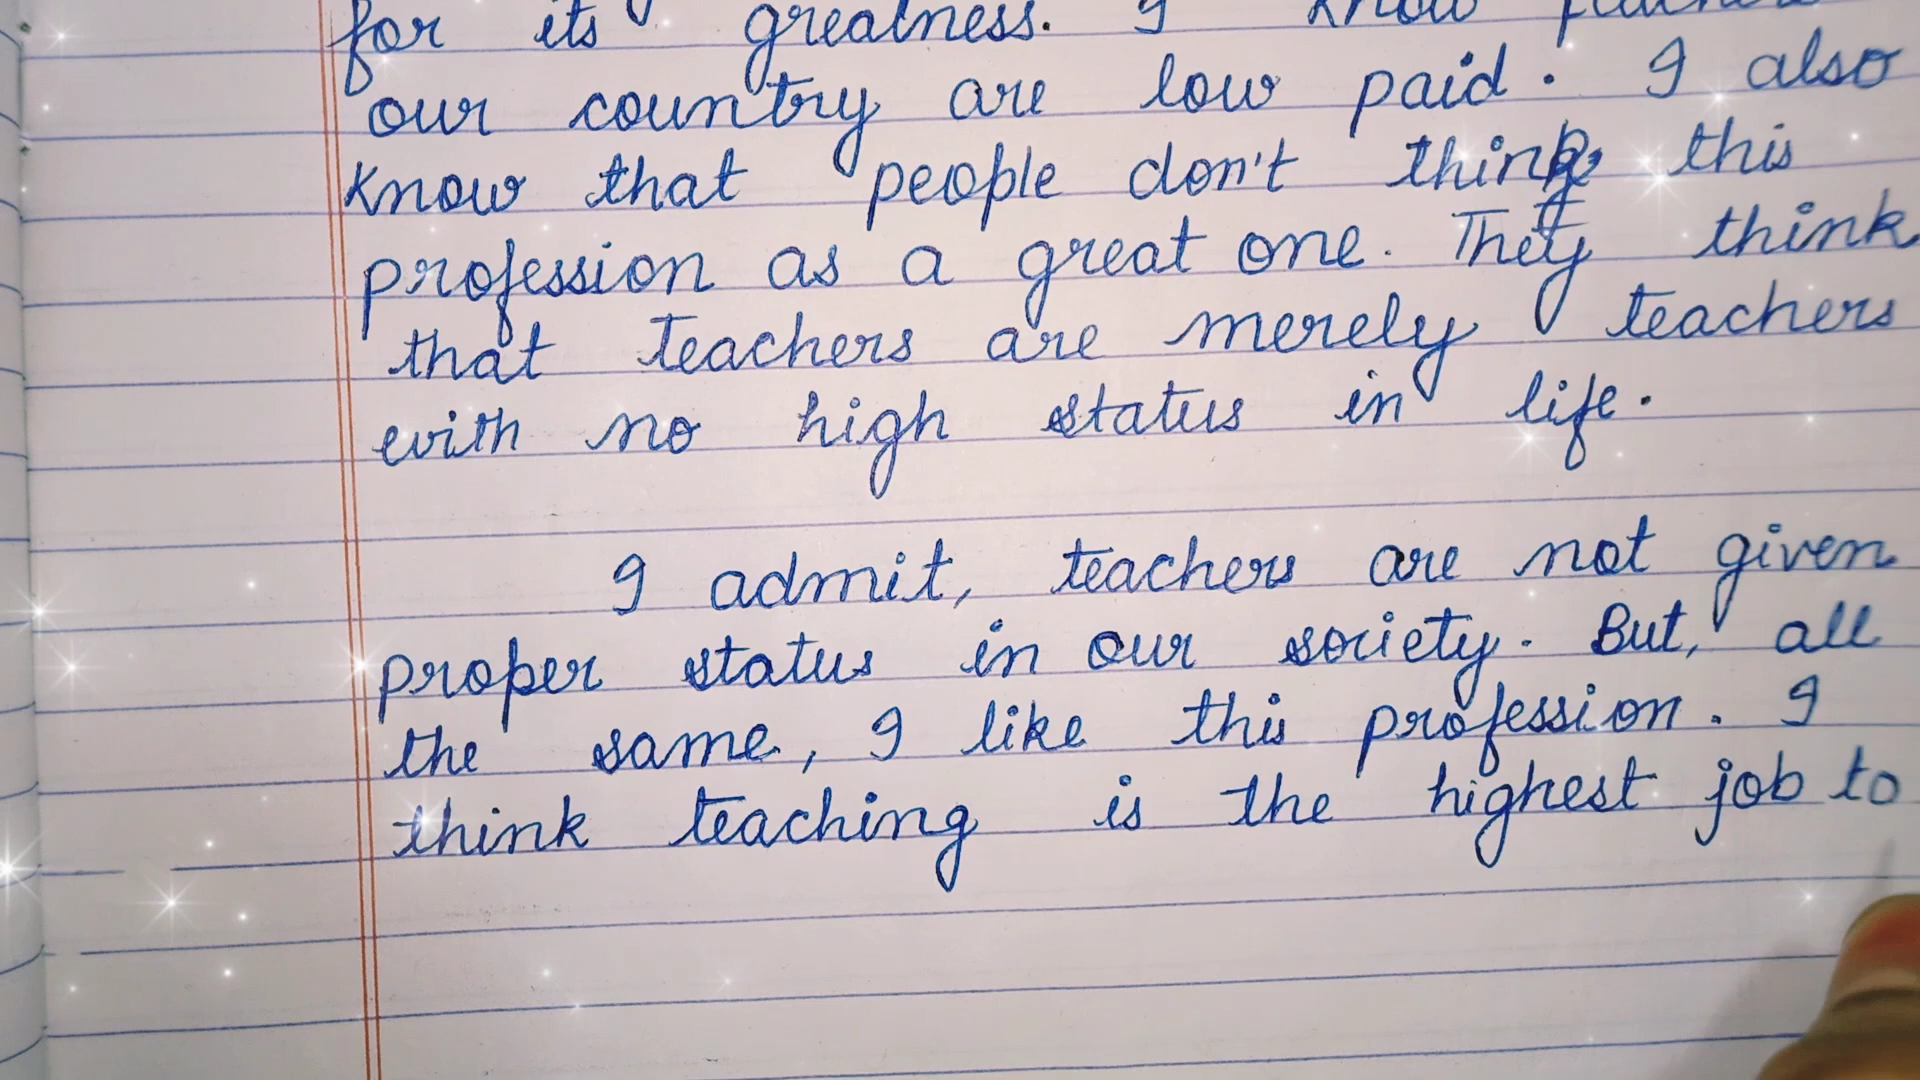 for its greatness. I know
our country are low paid. I also
know that people don't think this
profession as a great one. They think
that teachers are merely teachers
with no high status in life.
I admit, teachers are not given
proper status in our society. But, all
the same, I like this profession. I
think teaching is the highest job to